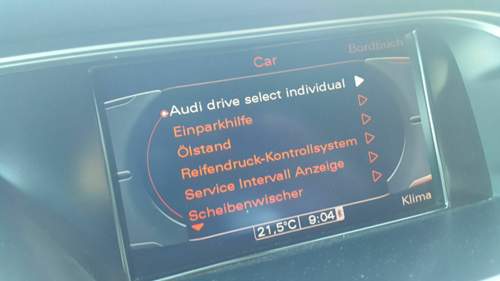 Car
Bordbuch
Audi drive select individual
Einparkhilfe
Ölstand
Reifendruck-Kontrollsystem
Service Intervall Anzeige
Scheibenwischer
Klima
21,5°C 9:04